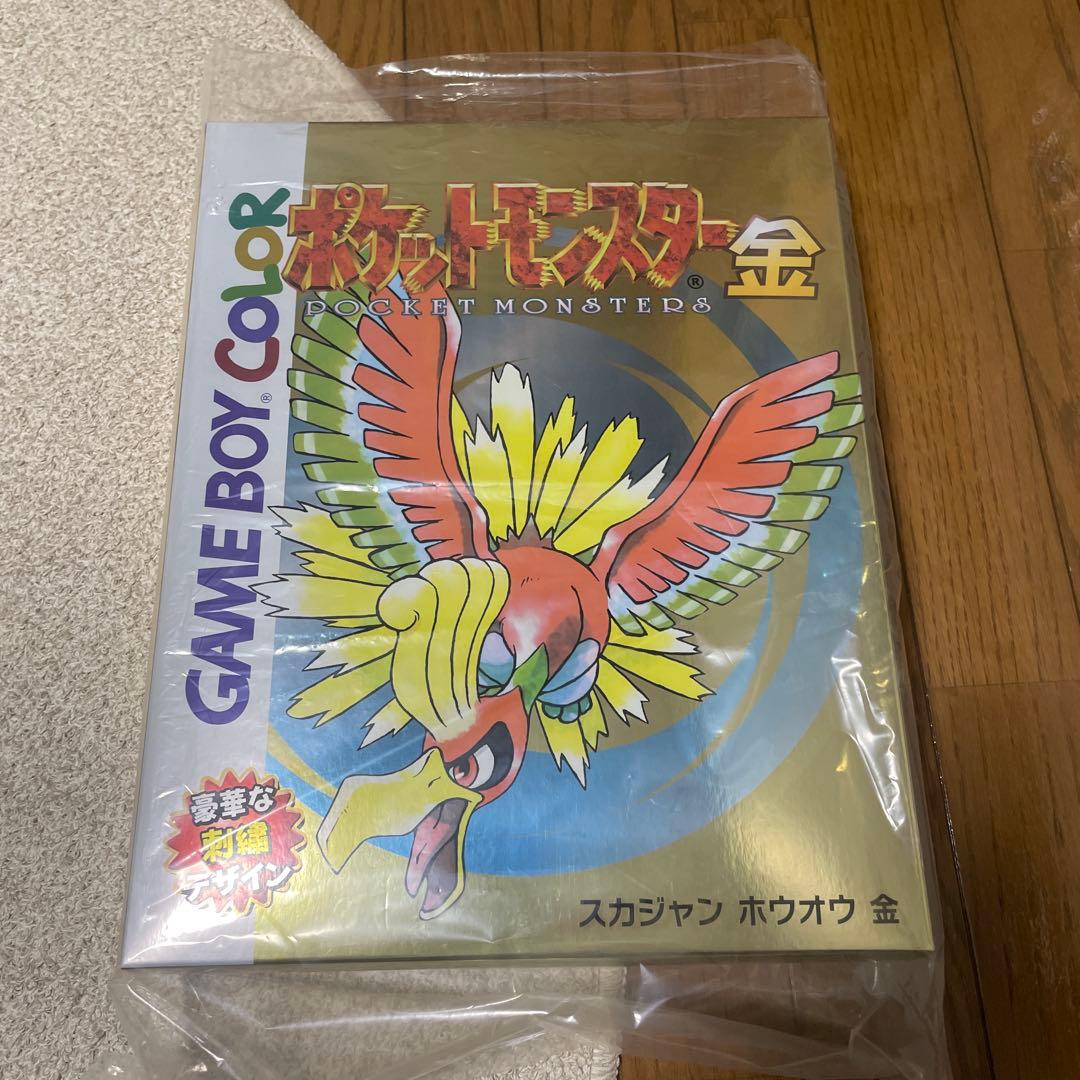 ポケットモンスター金
®
POCKET MONSTERS
GAME BOY COLOR
®
豪華な
刺繍
デザイン
スカジャン ホウオウ 金